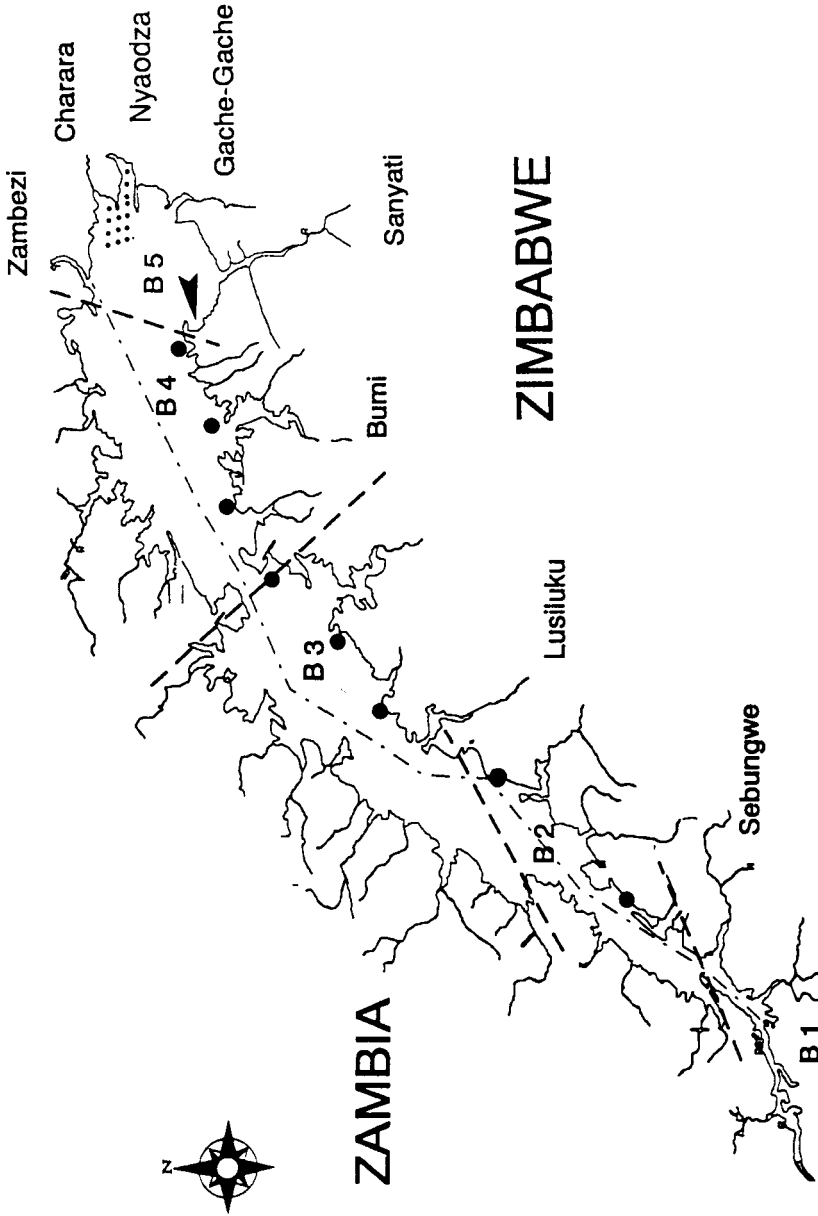 Zambezi
Charara
Nyaodza
B 5
N
B 4
Gache-Gache
B 3
ZAMBIA
Bumi
Sanyati
ZIMBABWE
B 2
Lusiluku
Sebungwe
B 1